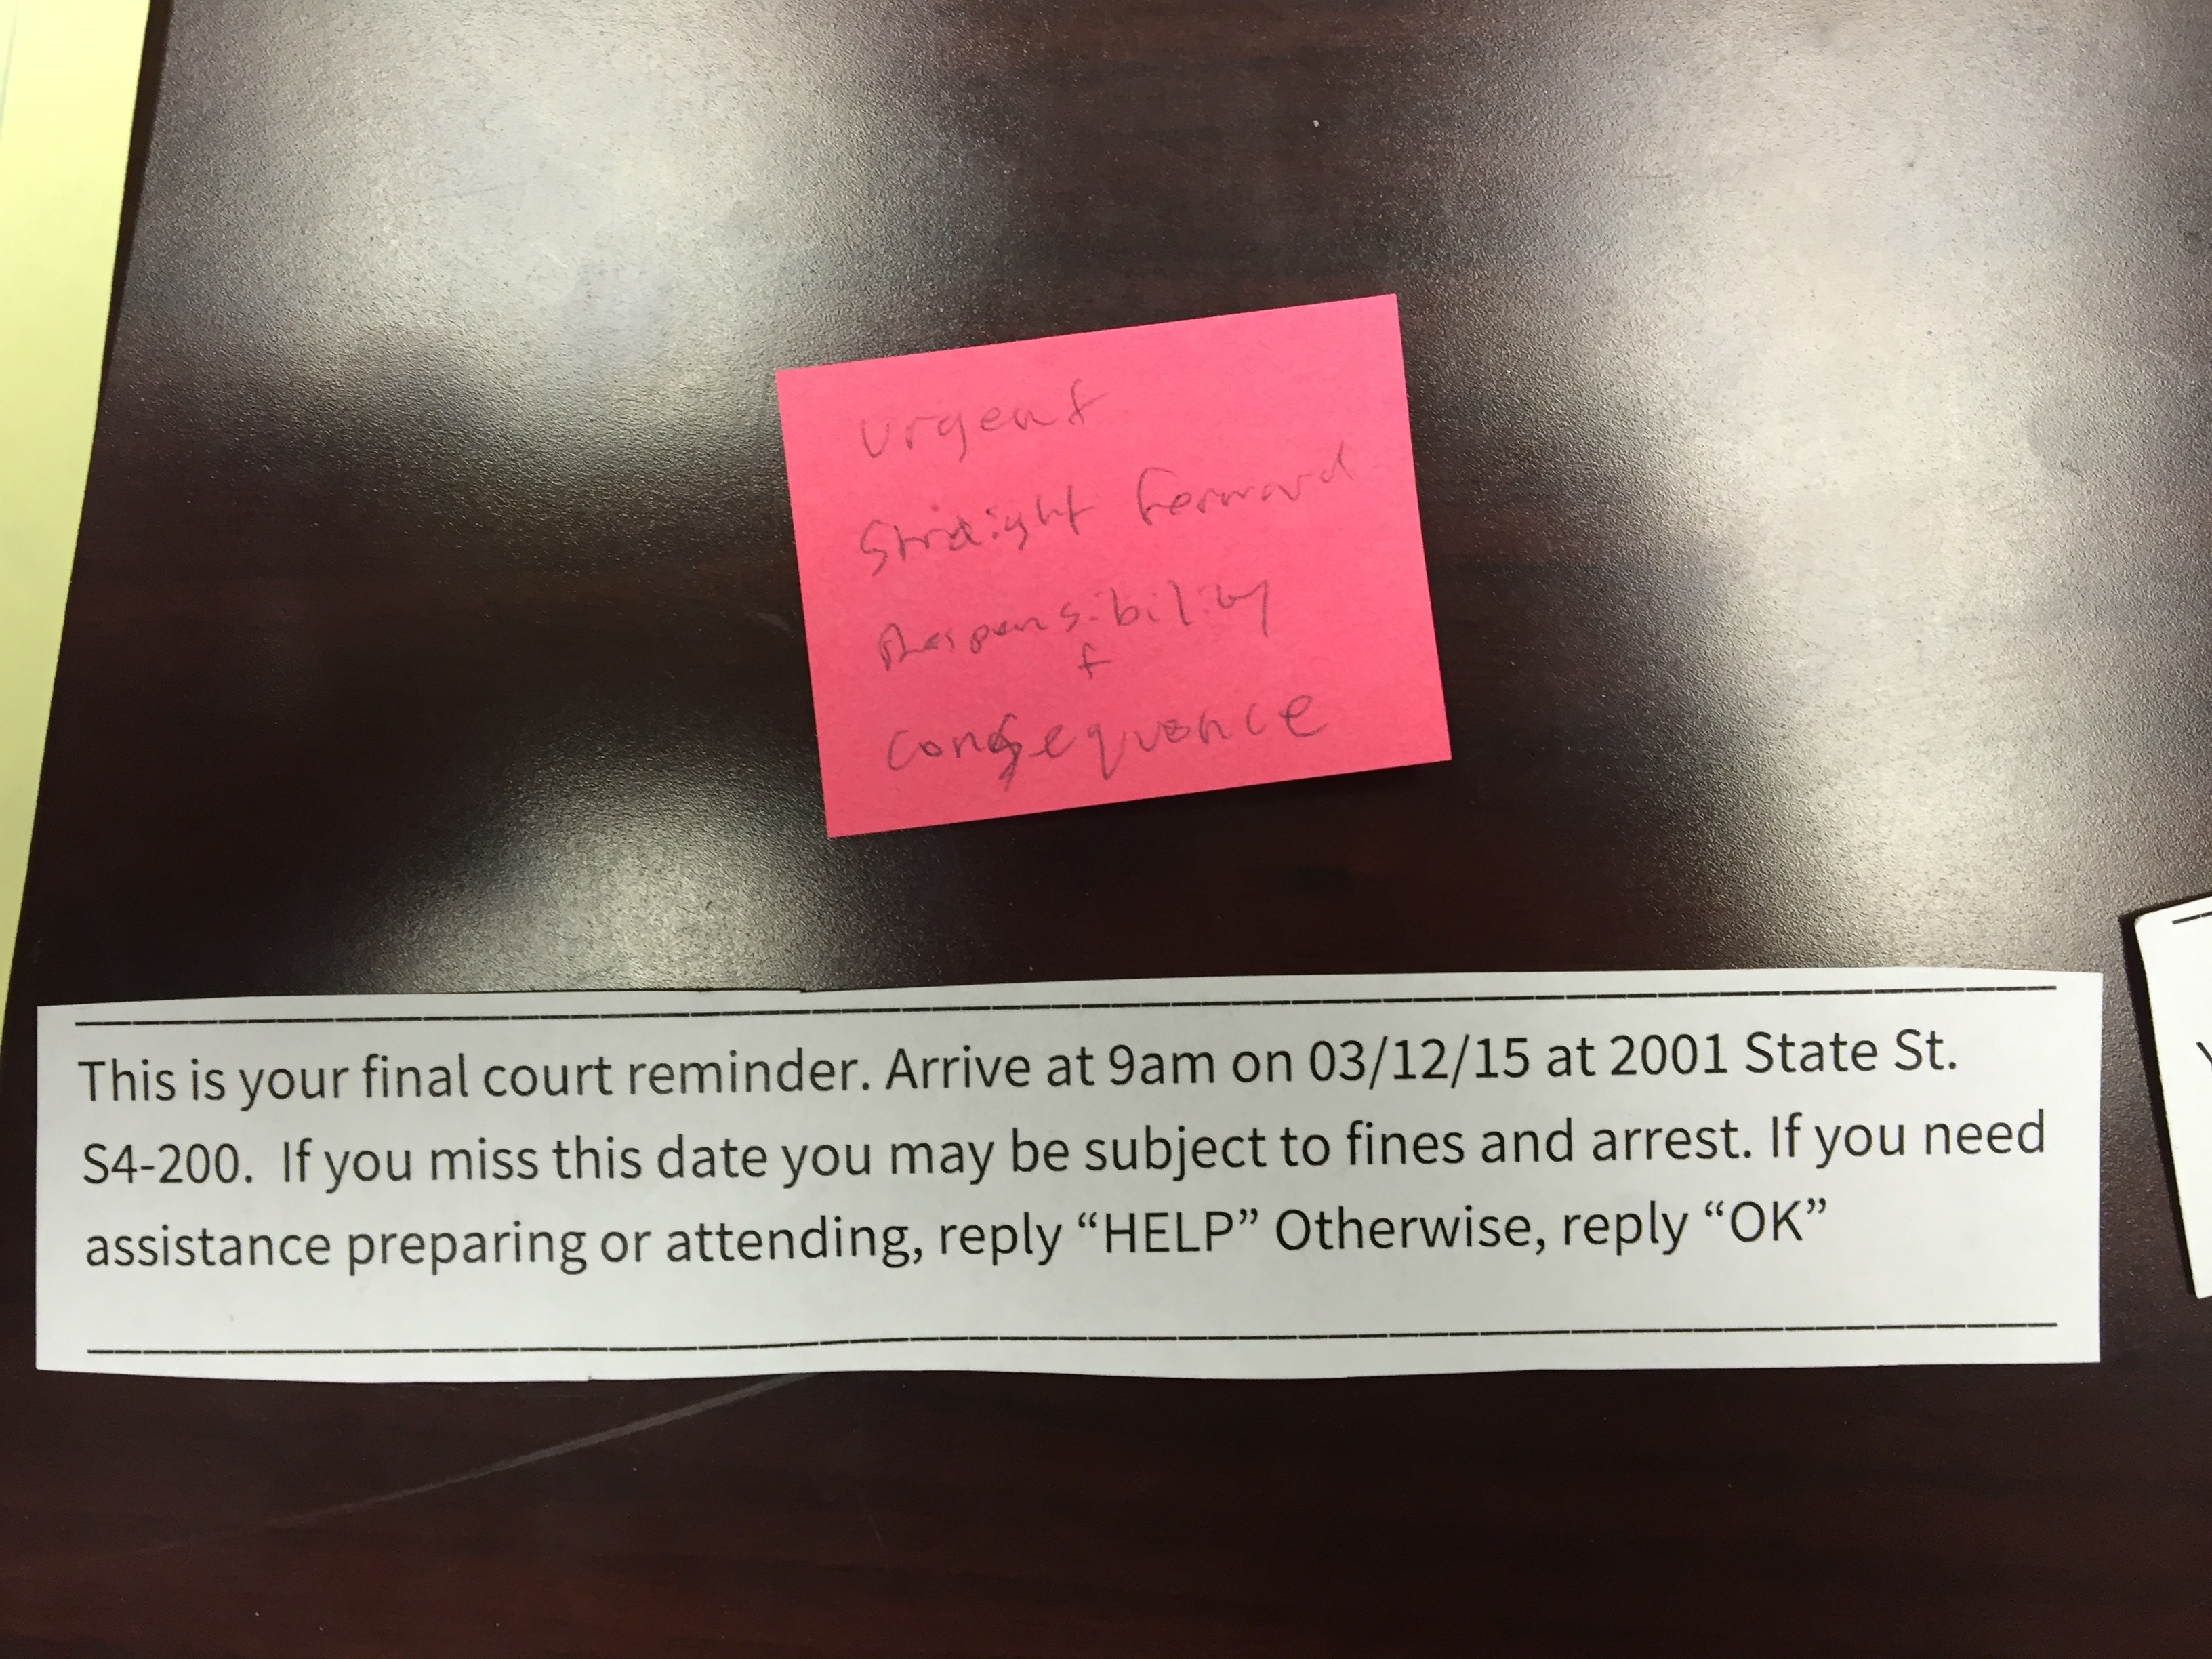 Urgent
Straight forward
Responsibility
+
Consequence
This is your final court reminder. Arrive at 9am on 03/12/15 at 2001 State St.
S4-200.  If you miss this date you may be subject to fines and arrest. If you need
assistance preparing or attending, reply “HELP” Otherwise, reply “OK”